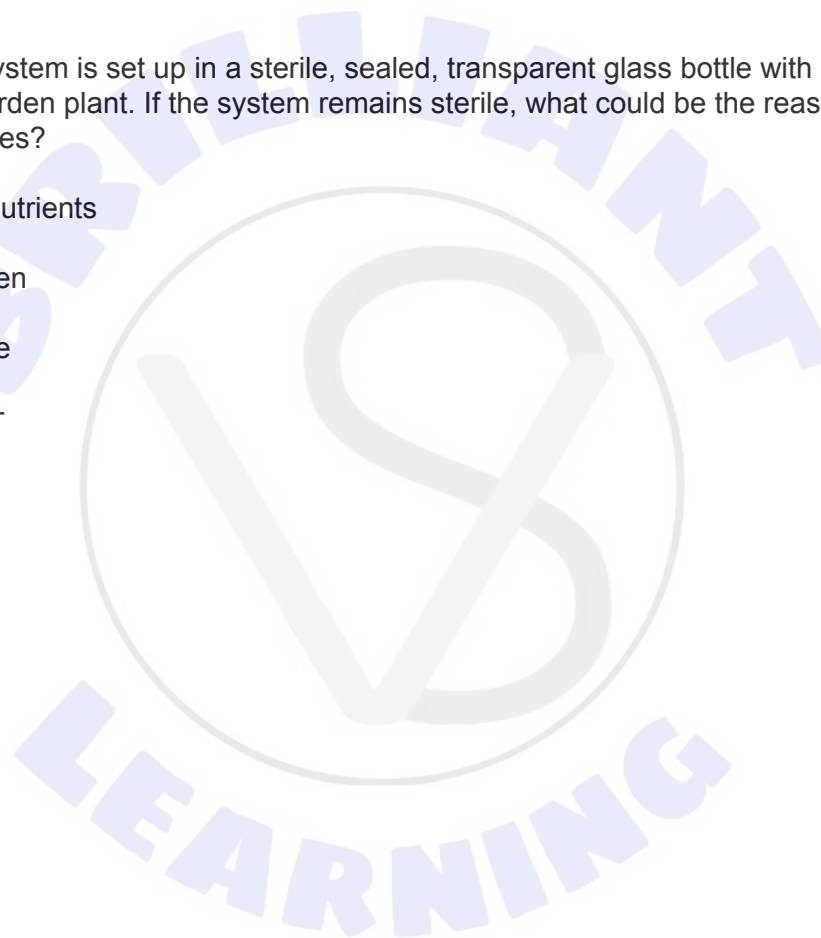 ystem is set up in a sterile, sealed, transparent glass bottle with
rden plant. If the system remains sterile, what could be the reas
es?
utrients
en
e
r
BRILLIANT
VS
LEARNING